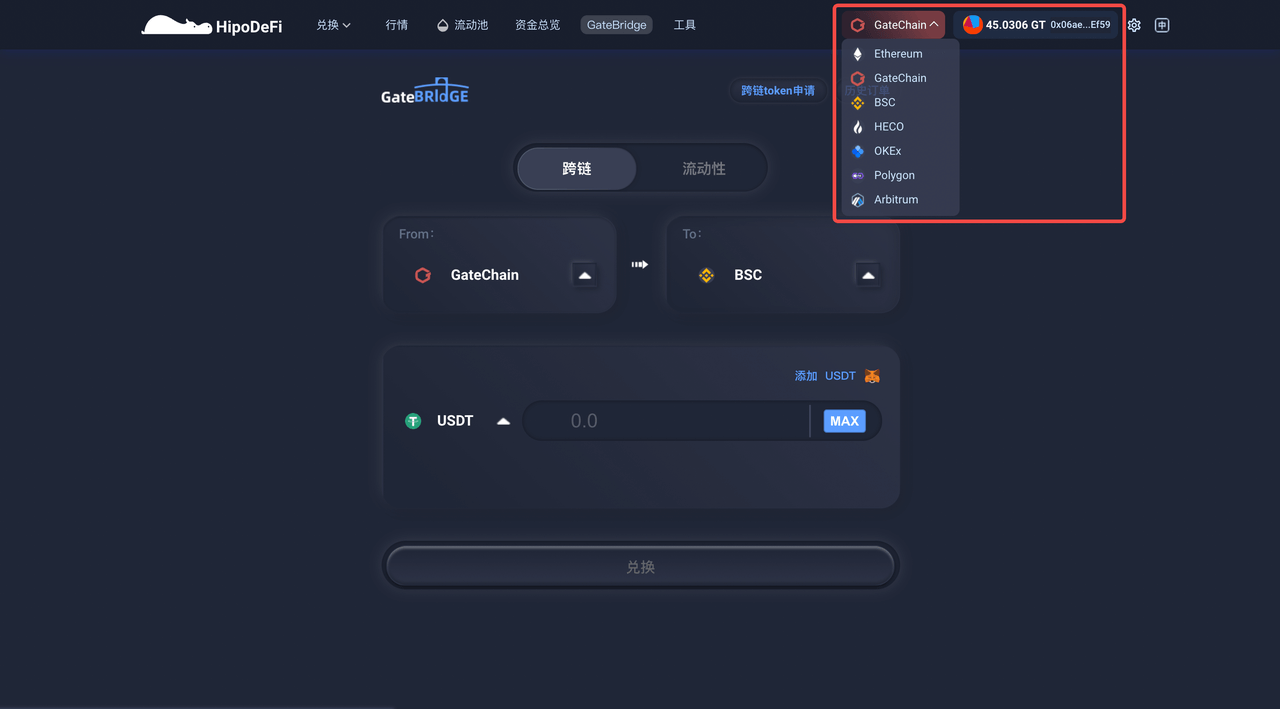 HipoDeFi 兑换 行情 流动池 资金总览 GateBridge 工具 GateChain 45.0306 GT 0x06ae...Ef59 中
Ethereum
GateChain
BSC
HECO
OKEx
Polygon
Arbitrum
GateBRIdGE 跨链token申请 历史订单
跨链 流动性
From: To:
GateChain BSC
添加 USDT
USDT 0.0 MAX
兑换